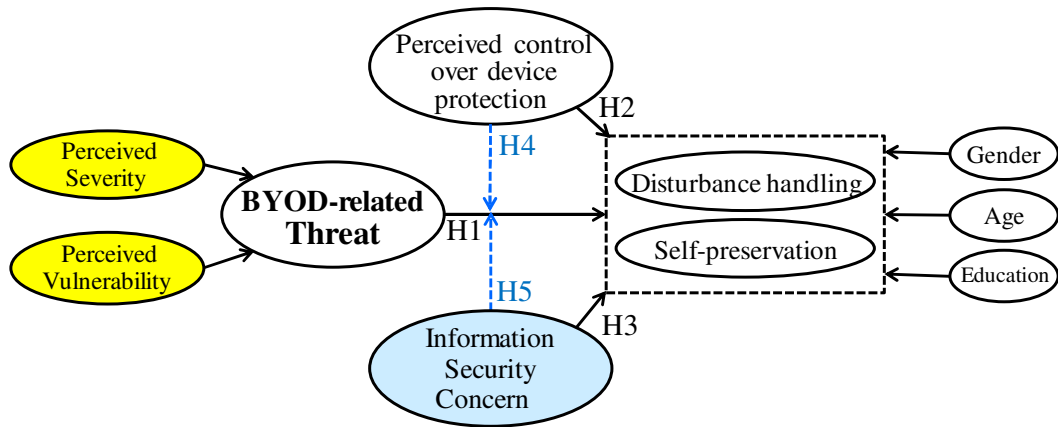 Perceived control
over device
protection
H2
H4
Perceived
Severity
BYOD-related
Threat
H1
Perceived
Vulnerability
Disturbance handling
Self-preservation
Gender
Age
Education
H5
H3
Information
Security
Concern